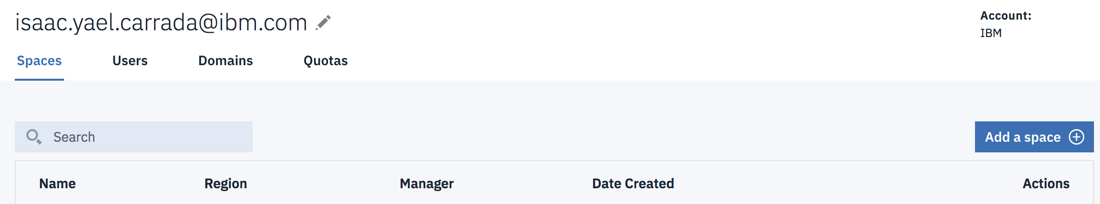 isaac.yael.carrada@ibm.com
Account:
IBM
Spaces Users Domains Quotas
Search
Add a space
Name Region Manager Date Created Actions